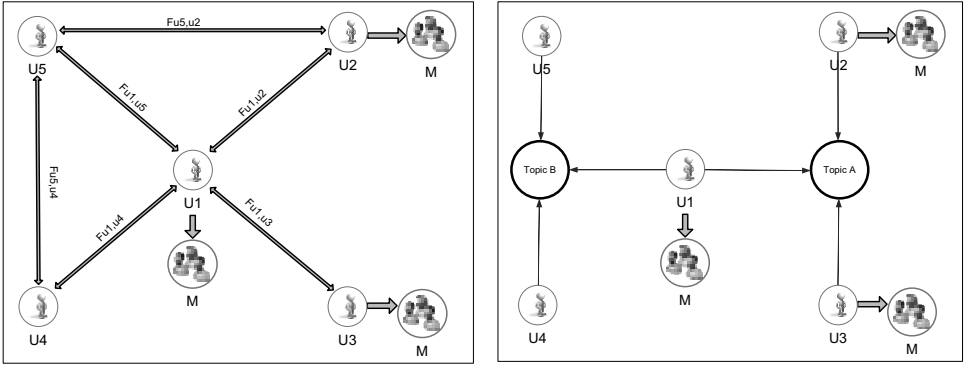 Fu5,u2
U5
U2
M
Fu1,u5
Fu1,u2
Fu5,u4
U1
Fu1,u4
Fu1,u3
M
U4
U3
M
U5
U2
M
Topic B
Topic A
U1
M
U4
U3
M